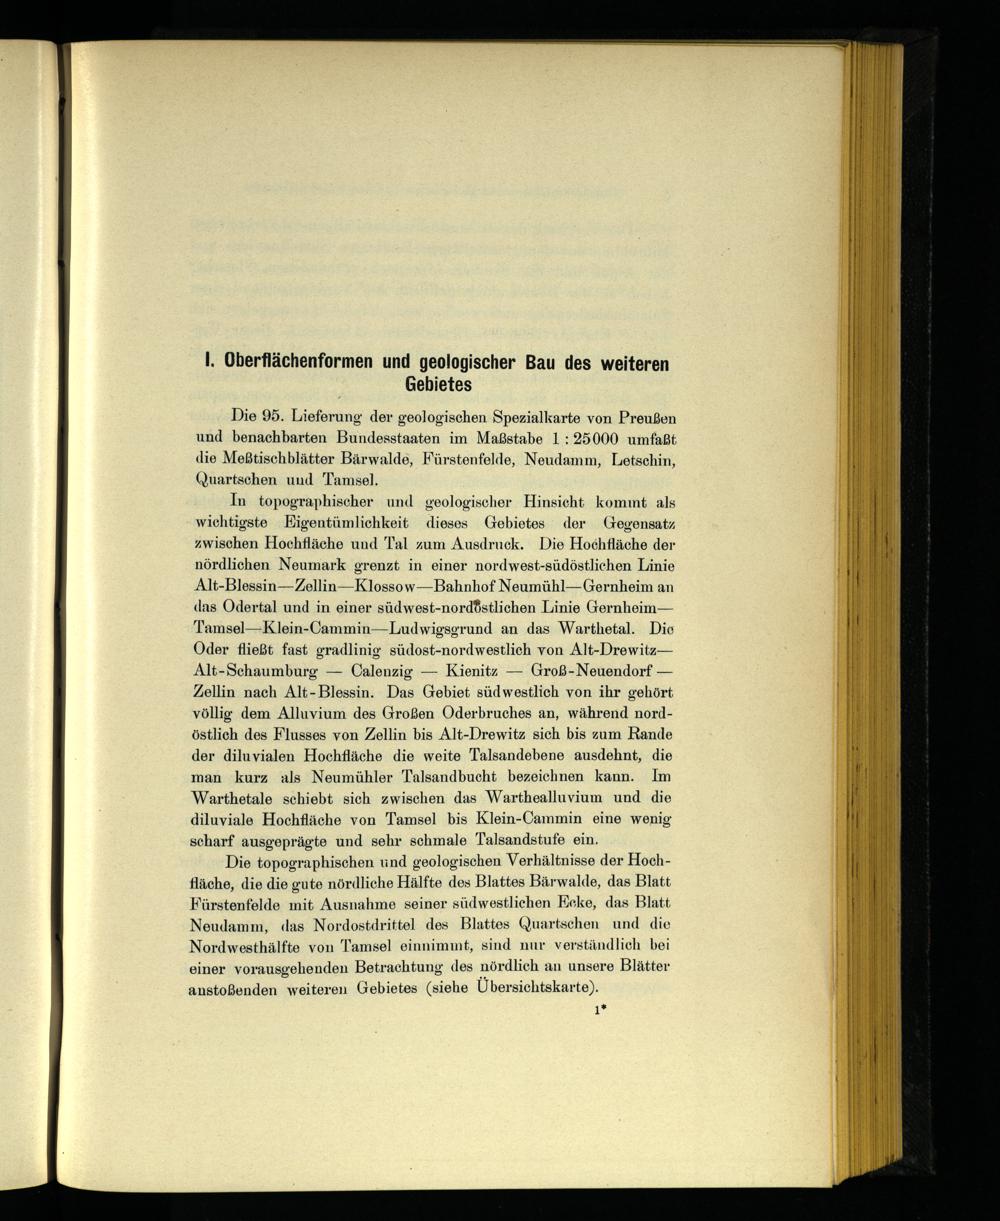 I. Oberflächenformen und geologischer Bau des weiteren
Gebietes
Die 95. Lieferung der geologischen Spezialkarte von Preußen
und benachbarten Bundesstaaten im Maßstabe 1 : 25000 umfaßt
die Meßtischblätter Bärwalde, Fürstenfelde, Neudamm, Letschin,
Quartschen und Tamsel.
In topographischer und geologischer Hinsicht kommt als
wichtigste Eigentümlichkeit dieses Gebietes der Gegensatz
zwischen Hochfläche und Tal zum Ausdruck. Die Hochfläche der
nördlichen Neumark grenzt in einer nordwest-südöstlichen Linie
Alt-Blessin—Zellin—Klossow—Bahnhof Neumühl—Gernheim an
das Odertal und in einer südwest-nordöstlichen Linie Gernheim—
Tamsel—Klein-Cammin—Ludwigsgrund an das Warthetal. Die
Oder fließt fast gradlinig südost-nordwestlich von Alt-Drewitz—
Alt-Schaumburg — Calenzig — Kienitz — Groß-Neuendorf —
Zellin nach Alt-Blessin. Das Gebiet südwestlich von ihr gehört
völlig dem Alluvium des Großen Oderbruches an, während nord-
östlich des Flusses von Zellin bis Alt-Drewitz sich bis zum Rande
der diluvialen Hochfläche die weite Talsandebene ausdehnt, die
man kurz als Neumühler Talsandbucht bezeichnen kann. Im
Warthetale schiebt sich zwischen das Warthealluvium und die
diluviale Hochfläche von Tamsel bis Klein-Cammin eine wenig
scharf ausgeprägte und sehr schmale Talsandstufe ein.
Die topographischen und geologischen Verhältnisse der Hoch-
fläche, die die gute nördliche Hälfte des Blattes Bärwalde, das Blatt
Fürstenfelde mit Ausnahme seiner südwestlichen Ecke, das Blatt
Neudamm, das Nordostdrittel des Blattes Quartschen und die
Nordwesthälfte von Tamsel einnimmt, sind nur verständlich bei
einer vorausgehenden Betrachtung des nördlich an unsere Blätter
anstoßenden weiteren Gebietes (siehe Übersichtskarte).
1*